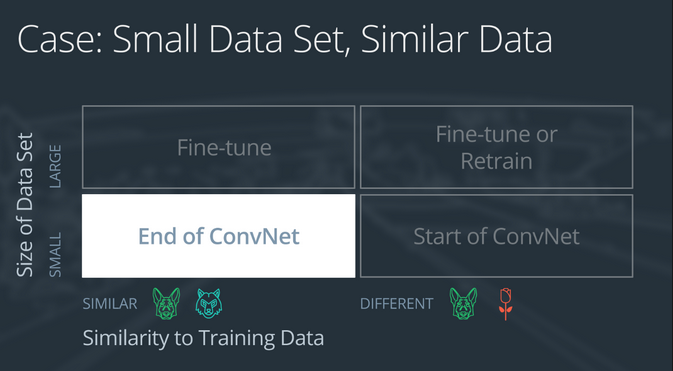 Case: Small Data Set, Similar Data
Size of Data Set
LARGE
SMALL
Fine-tune
Fine-tune or
Retrain
End of ConvNet
Start of ConvNet
SIMILAR
DIFFERENT
Similarity to Training Data